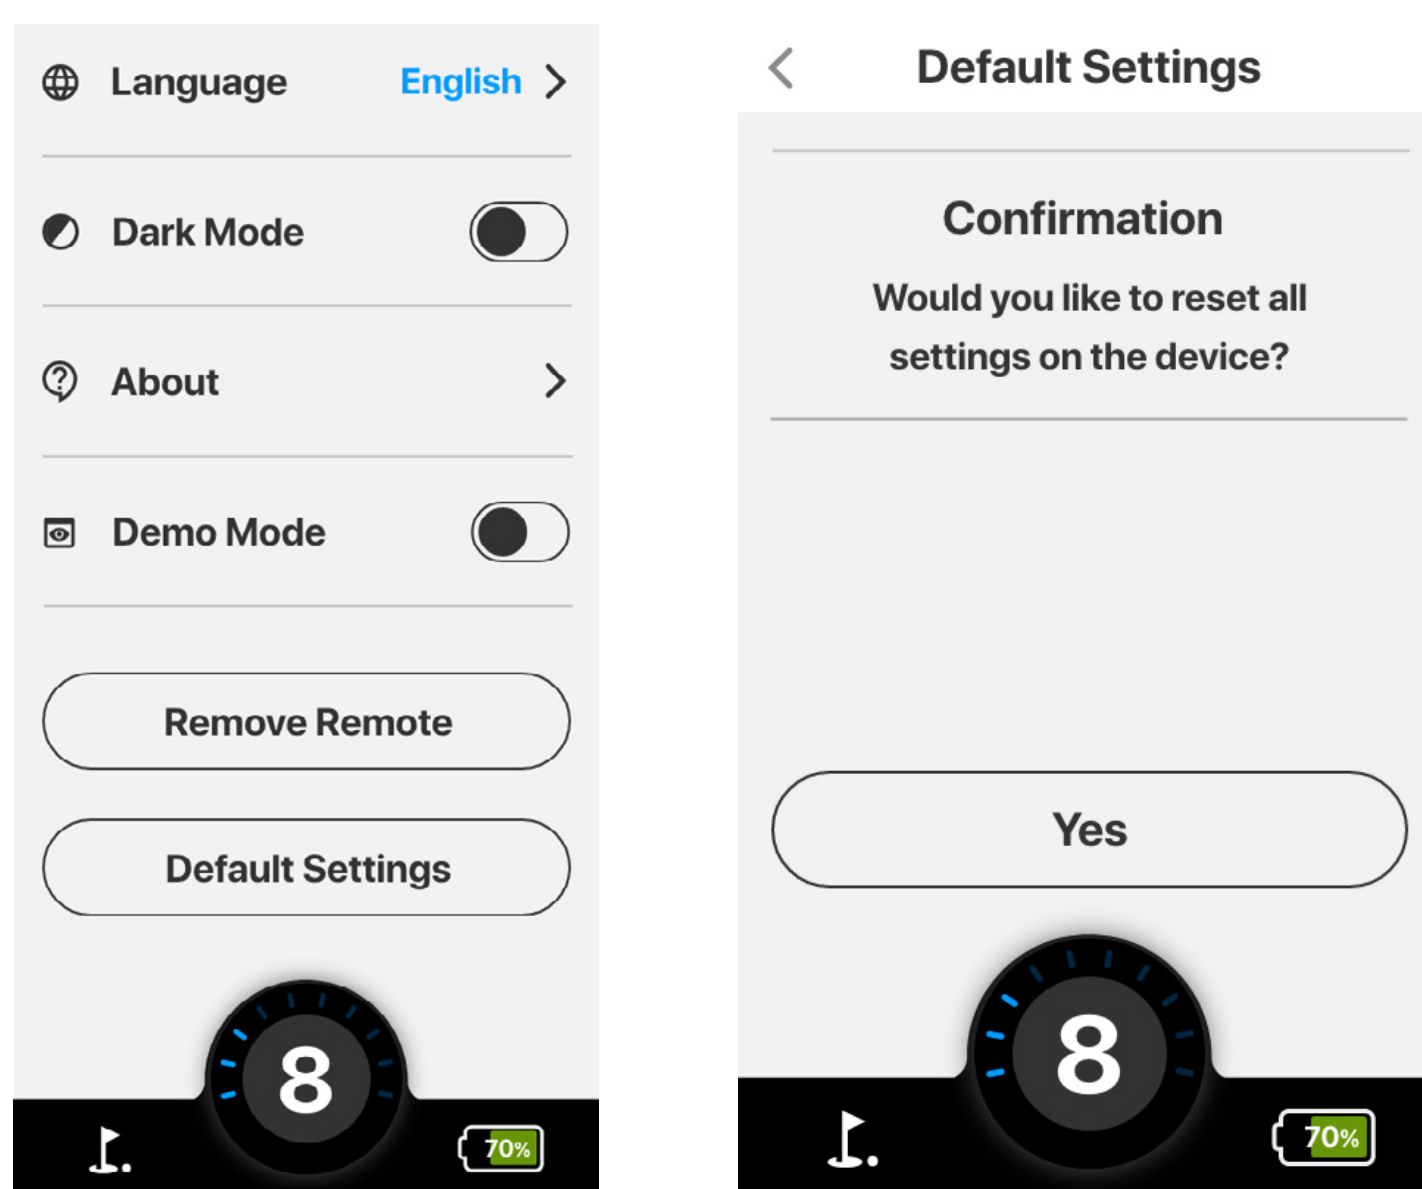 Language English
Dark Mode
About
Demo Mode
Remove Remote
Default Settings
8
70%
Default Settings
Confirmation
Would you like to reset all
settings on the device?
Yes
8
70%